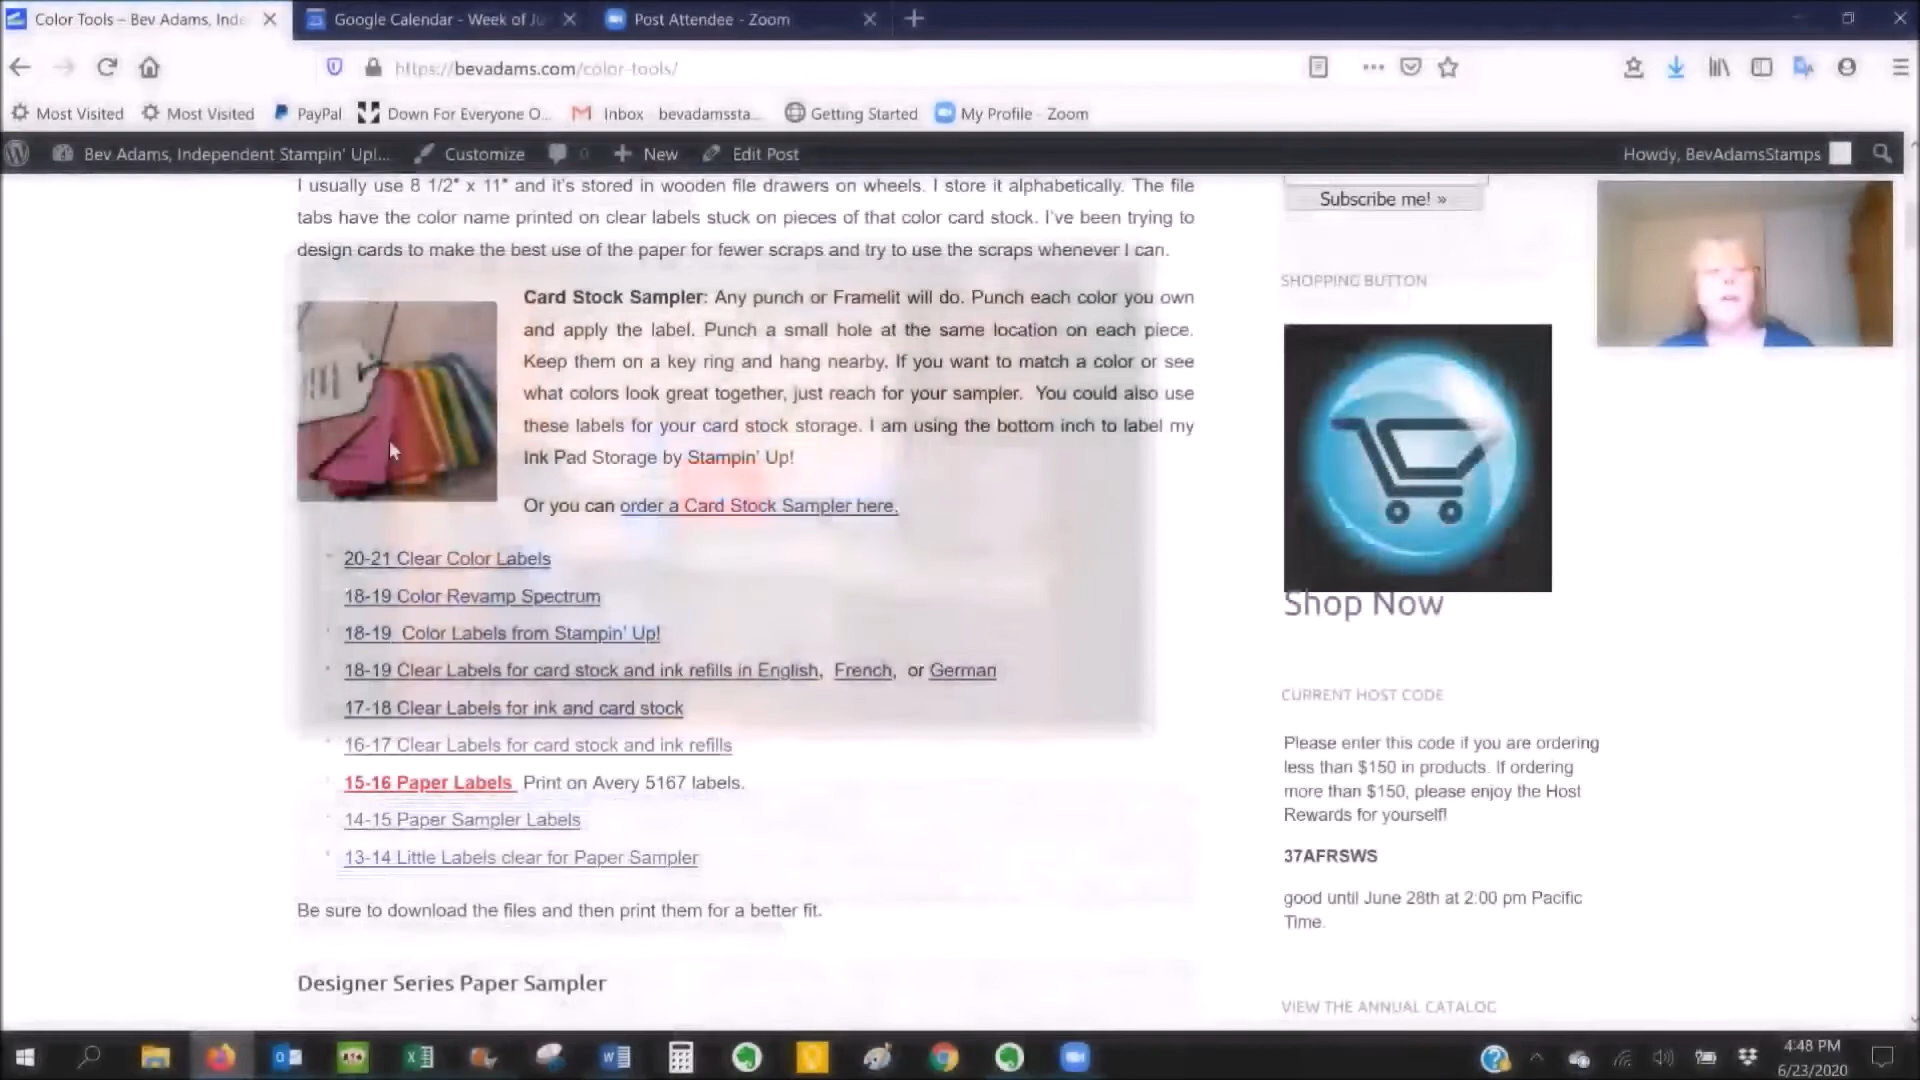 Color Tools – Bev Adams, Inde
Google Calendar - Week of Ju
Post Attendee - Zoom
https://bevadams.com/color-tools/
Most Visited
Most Visited
PayPal
Down For Everyone O...
Inbox - bevadamssta...
Getting Started
My Profile - Zoom
Bev Adams, Independent Stampin' Up!...
Customize
0
New
Edit Post
Howdy, BevAdamsStamps
I usually use 8 1/2" x 11" and it's stored in wooden file drawers on wheels. I store it alphabetically. The file
tabs have the color name printed on clear labels stuck on pieces of that color card stock. I've been trying to
design cards to make the best use of the paper for fewer scraps and try to use the scraps whenever I can.
Card Stock Sampler: Any punch or Framelit will do. Punch each color you own
and apply the label. Punch a small hole at the same location on each piece.
Keep them on a key ring and hang nearby. If you want to match a color or see
what colors look great together, just reach for your sampler. You could also use
these labels for your card stock storage. I am using the bottom inch to label my
Ink Pad Storage by Stampin' Up!
Or you can order a Card Stock Sampler here.
20-21 Clear Color Labels
18-19 Color Revamp Spectrum
18-19 Color Labels from Stampin' Up!
18-19 Clear Labels for card stock and ink refills in English, French, or German
17-18 Clear Labels for ink and card stock
16-17 Clear Labels for card stock and ink refills
15-16 Paper Labels Print on Avery 5167 labels.
14-15 Paper Sampler Labels
13-14 Little Labels clear for Paper Sampler
Be sure to download the files and then print them for a better fit.
Designer Series Paper Sampler
Subscribe me! »
SHOPPING BUTTON
Shop Now
CURRENT HOST CODE
Please enter this code if you are ordering
less than $150 in products. If ordering
more than $150, please enjoy the Host
Rewards for yourself!
37AFRSWS
good until June 28th at 2:00 pm Pacific
Time.
VIEW THE ANNUAL CATALOG
4:48 PM
6/23/2020